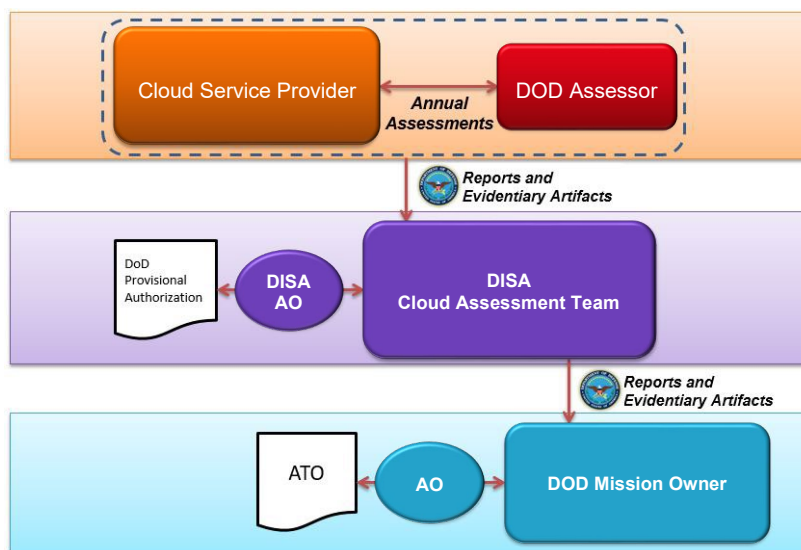 Cloud Service Provider
Annual
Assessments
DOD Assessor
Reports and
Evidentiary Artifacts
DoD
Provisional
Authorization
DISA
AO
DISA
Cloud Assessment Team
Reports and
Evidentiary Artifacts
ATO
AO
DOD Mission Owner